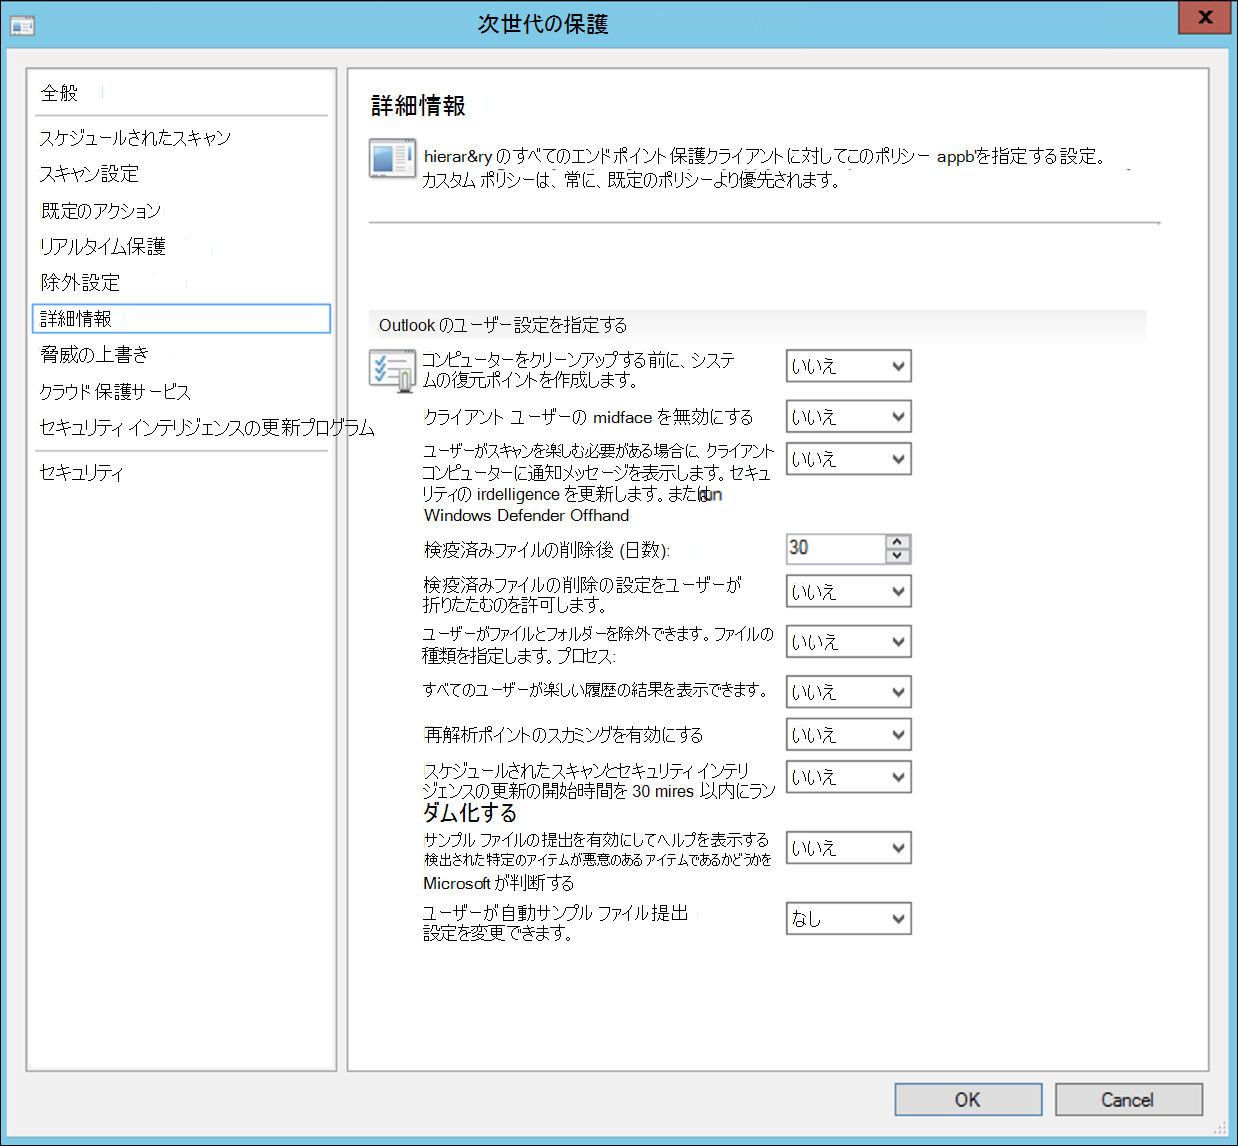 次世代の保護
x
全般
スケジュールされたスキャン
スキャン設定
既定のアクション
リアルタイム保護
除外設定
詳細情報
脅威の上書き
クラウド保護サービス
セキュリティ インテリジェンスの更新プログラム
セキュリティ
詳細情報
hierar&ry のすべてのエンドポイント保護クライアントに対してこのポリシー appbを指定する設定。
カスタム ポリシーは、常に、既定のポリシーより優先されます。
Outlook のユーザー設定を指定する
コンピューターをクリーンアップする前に、システ
ムの復元ポイントを作成します。
いいえ
クライアント ユーザーの midface を無効にする
いいえ
ユーザーがスキャンを楽しむ必要がある場合に、クライアント
コンピューターに通知メッセージを表示します。セキュ
リティの irdelligence を更新します。または run
Windows Defender Offhand
いいえ
検疫済みファイルの削除後 (日数):
30
検疫済みファイルの削除の設定をユーザーが
折りたたむのを許可します。
いいえ
ユーザーがファイルとフォルダーを除外できます。ファイルの
種類を指定します。プロセス:
いいえ
すべてのユーザーが楽しい履歴の結果を表示できます。
いいえ
再解析ポイントのスカミングを有効にする
いいえ
スケジュールされたスキャンとセキュリティ インテリ
ジェンスの更新の開始時間を 30 mires 以内にラン
ダム化する
いいえ
サンプル ファイルの提出を有効にしてヘルプを表示する
検出された特定のアイテムが悪意のあるアイテムであるかどうかを
Microsoft が判断する
いいえ
ユーザーが自動サンプル ファイル提出
設定を変更できます。
なし
OK
Cancel